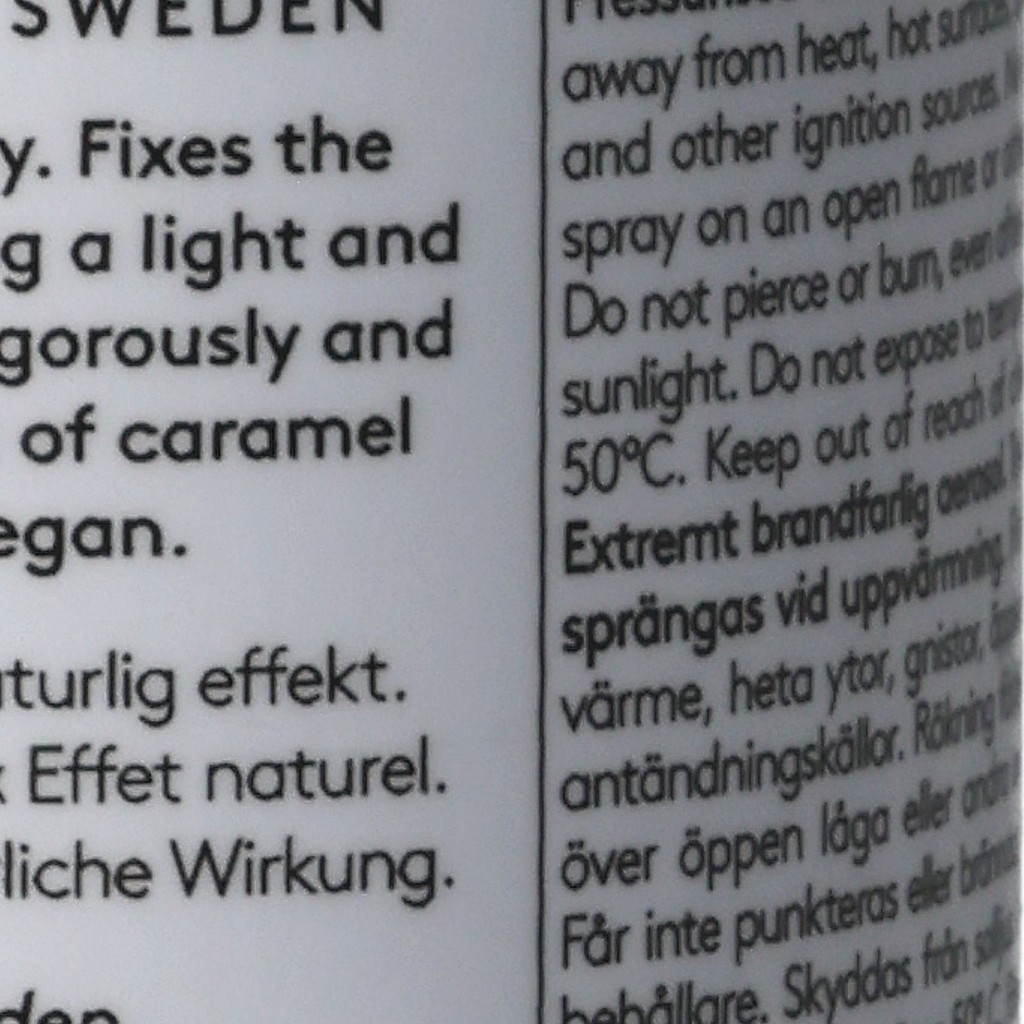 SWEDEN
y. Fixes the
g a light and
gorously and
of caramel
egan.
turlig effekt.
Effet naturel.
liche Wirkung.
away from heat, hot surfaces
and other ignition sources.
spray on an open flame or
Do not pierce or burn, even
sunlight. Do not expose to
50°C. Keep out of reach of
Extremt brandfarlig aerosol.
sprängas vid uppvärmning.
värme, heta ytor, gnistor,
antändningskällor. Rökning
över öppen låga eller
Får inte punkteras eller
behållare. Skyddas från
50° C.